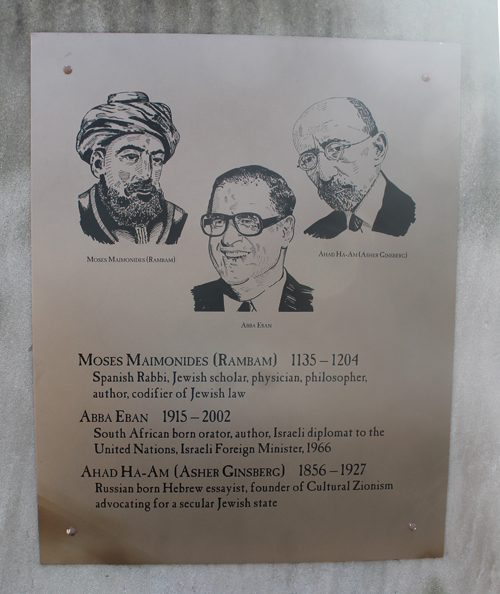 Moses Maimonides (Rambam)
Ahad Ha-Am (Asher Ginsberg)
Abba Eban
Moses Maimonides (Rambam) 1135 – 1204
Spanish Rabbi, Jewish scholar, physician, philosopher,
author, codifier of Jewish law
Abba Eban 1915 – 2002
South African born orator, author, Israeli diplomat to the
United Nations, Israeli Foreign Minister, 1966
Ahad Ha-Am (Asher Ginsberg) 1856 – 1927
Russian born Hebrew essayist, founder of Cultural Zionism
advocating for a secular Jewish state